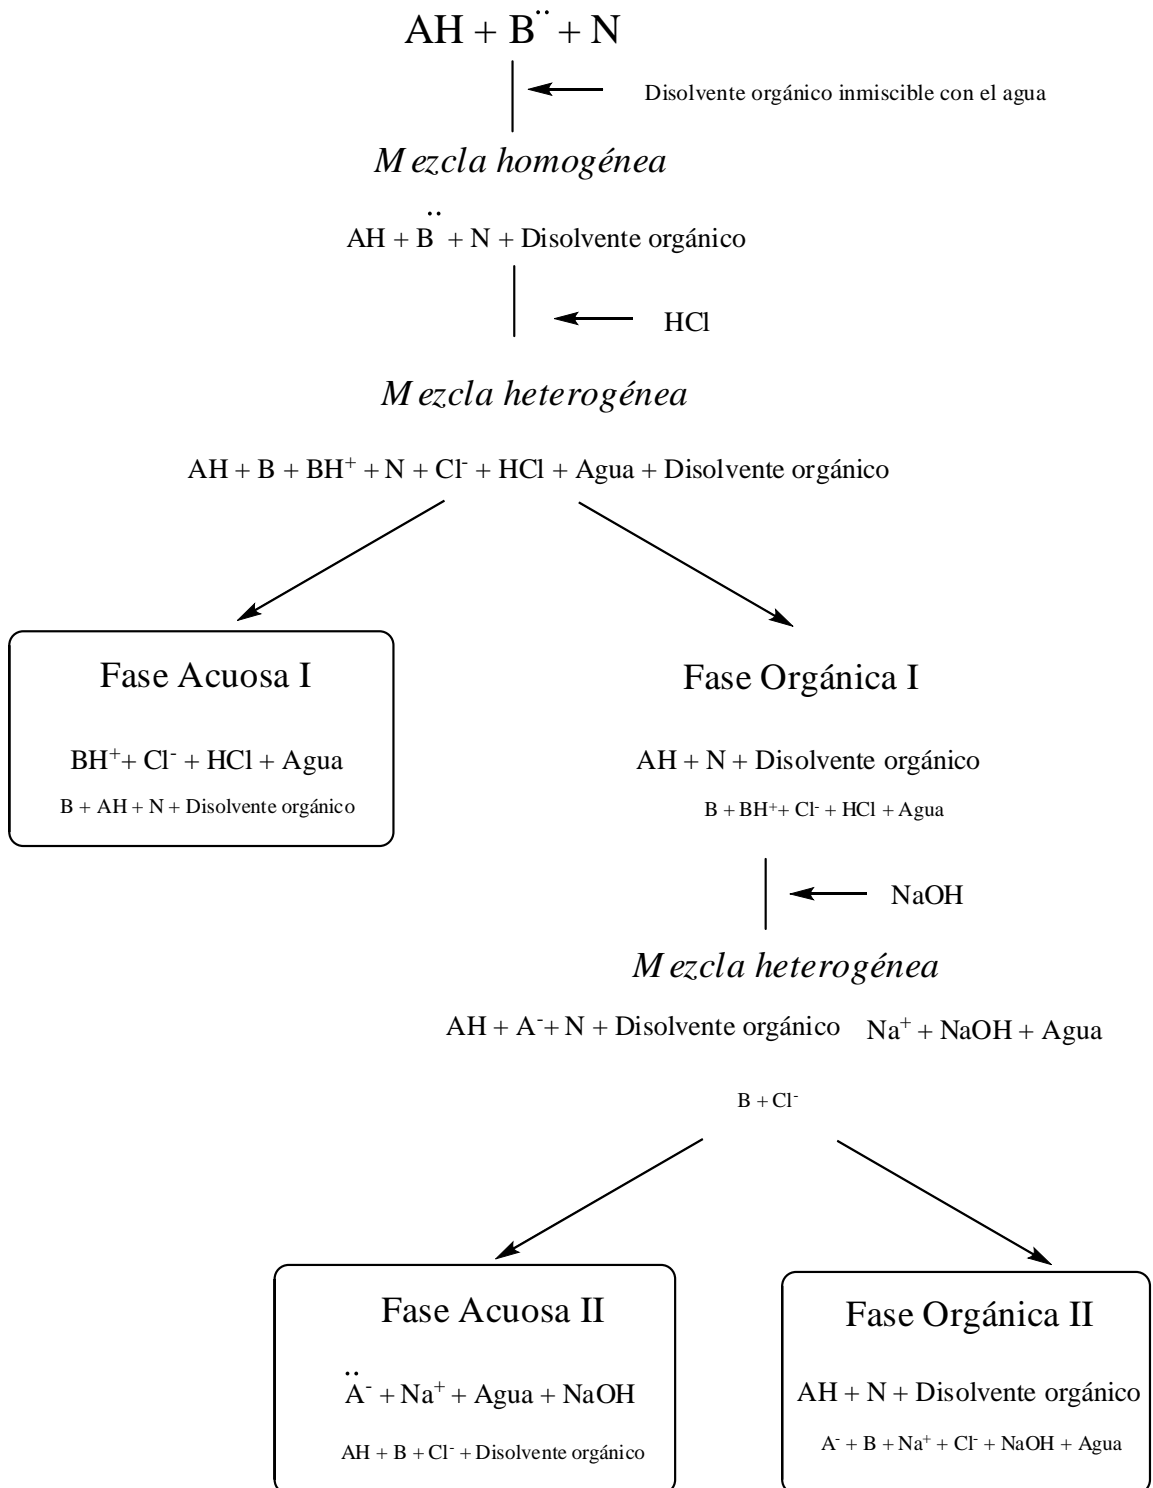 AH + B̈ + N
Disolvente orgánico inmiscible con el agua
Mezcla homogénea
AH + B̈ + N + Disolvente orgánico
HCl
Mezcla heterogénea
AH + B + BH⁺ + N + Cl⁻ + HCl + Agua + Disolvente orgánico
Fase Acuosa I
BH⁺ + Cl⁻ + HCl + Agua
B + AH + N + Disolvente orgánico
Fase Orgánica I
AH + N + Disolvente orgánico
B + BH⁺ + Cl⁻ + HCl + Agua
NaOH
Mezcla heterogénea
AH + A⁻ + N + Disolvente orgánico Na⁺ + NaOH + Agua
B + Cl⁻
Fase Acuosa II
Ä⁻ + Na⁺ + Agua + NaOH
AH + B + Cl⁻ + Disolvente orgánico
Fase Orgánica II
AH + N + Disolvente orgánico
A⁻ + B + Na⁺ + Cl⁻ + NaOH + Agua